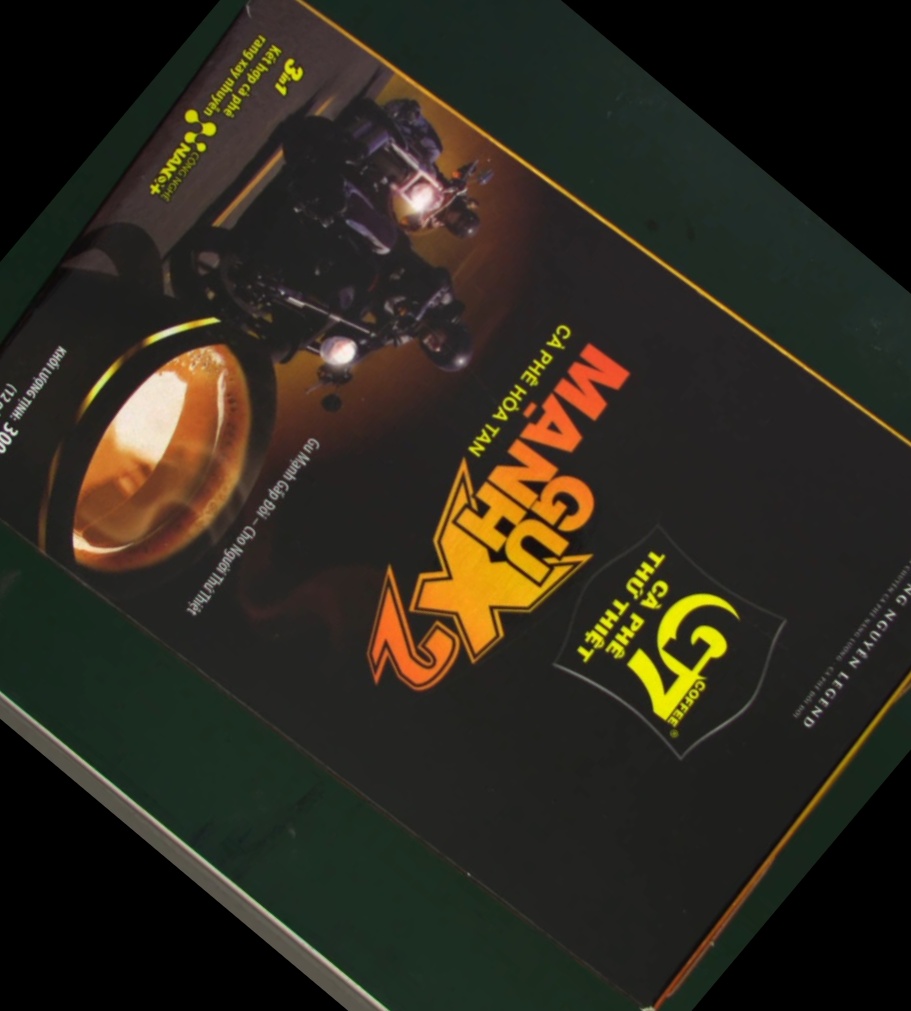 NG NGUYEN LEGEND
G7
COFFEE®
CÀ PHÊ
THỨ THIỆT
GU
MẠNH
X2
CÀ PHÊ HÒA TAN
Gu Mạnh Gấp Đôi – Cho Người Thứ Thiệt
3in1
Kết hợp cà phê
rang xay nhuyễn
CÔNG NGHỆ
NANO+
KHỐI LƯỢNG TỊNH: 300
(12